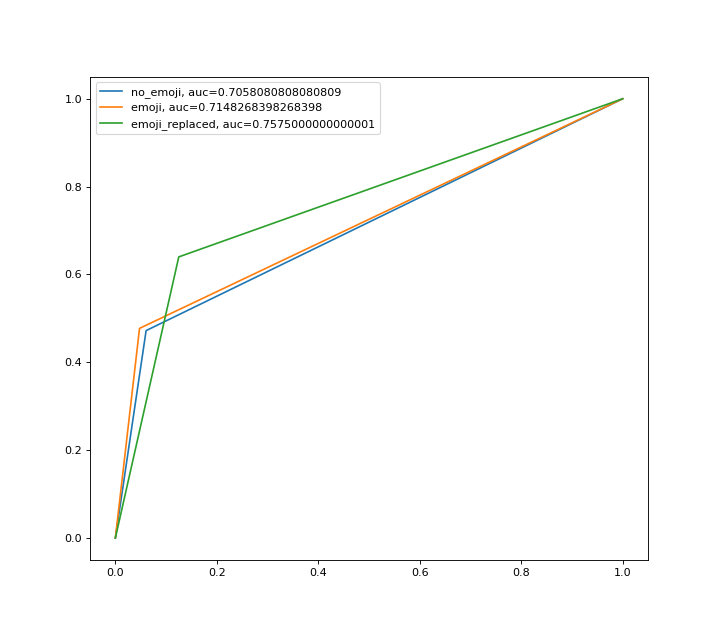 no_emoji, auc=0.7058080808080809
emoji, auc=0.7148268398268398
emoji_replaced, auc=0.7575000000000001
1.0
0.8
0.6
0.4
0.2
0.0
0.0 0.2 0.4 0.6 0.8 1.0